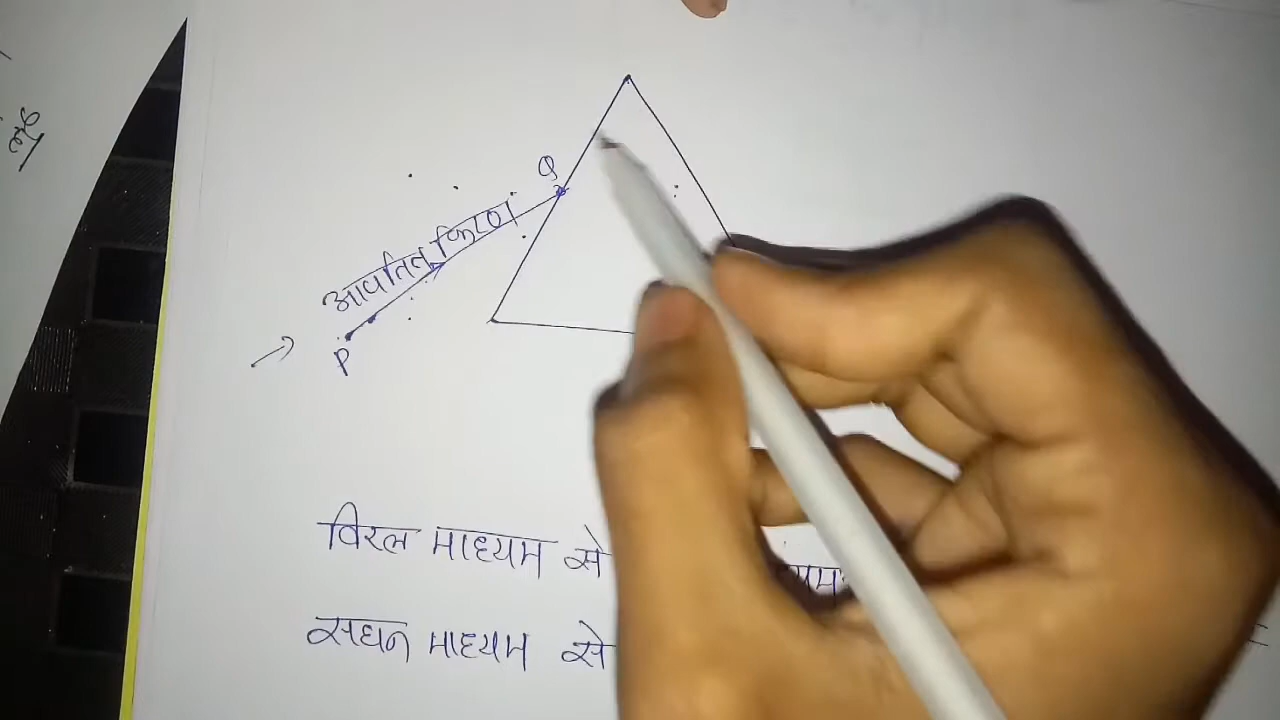 Q
आपतित किरण
P
विरल माध्यम से
सघन माध्यम से